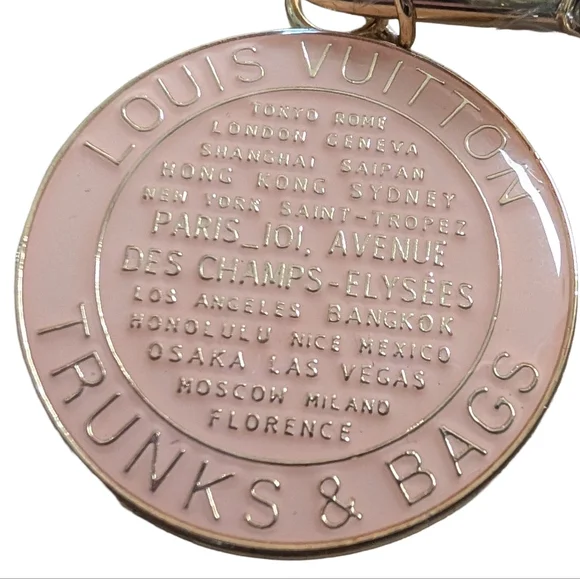 LOUIS VUITTON
TOKYO ROME
LONDON GENEVA
SHANGHAI SAIPAN
HONG KONG SYDNEY
NEW YORK SAINT-TROPEZ
PARIS_101, AVENUE
DES CHAMPS-ELYSÉES
LOS ANGELES BANGKOK
HONOLULU NICE MEXICO
OSAKA LAS VEGAS
MOSCOW MILANO
FLORENCE
TRUNKS & BAGS